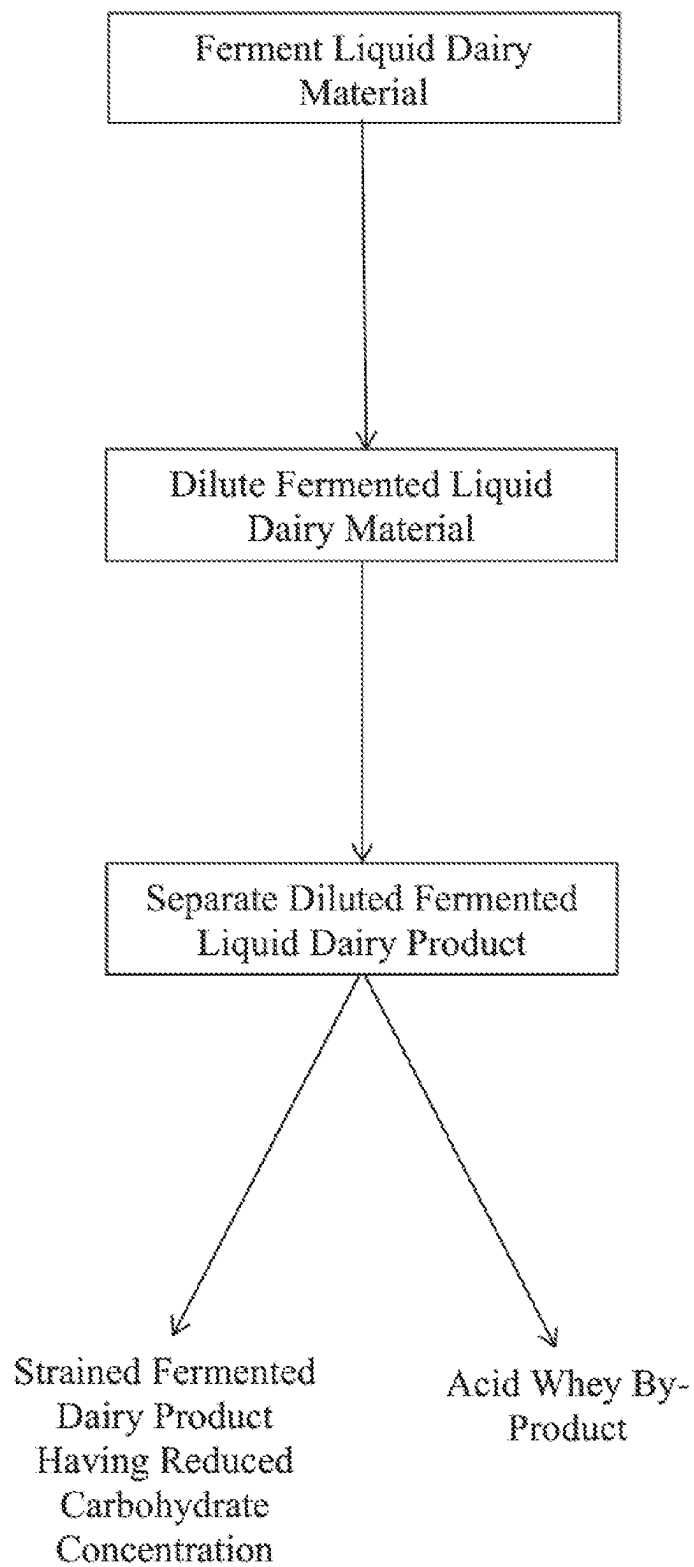 Ferment Liquid Dairy
Material
Dilute Fermented Liquid
Dairy Material
Separate Diluted Fermented
Liquid Dairy Product
Strained Fermented
Dairy Product
Having Reduced
Carbohydrate
Concentration
Acid Whey By-
Product